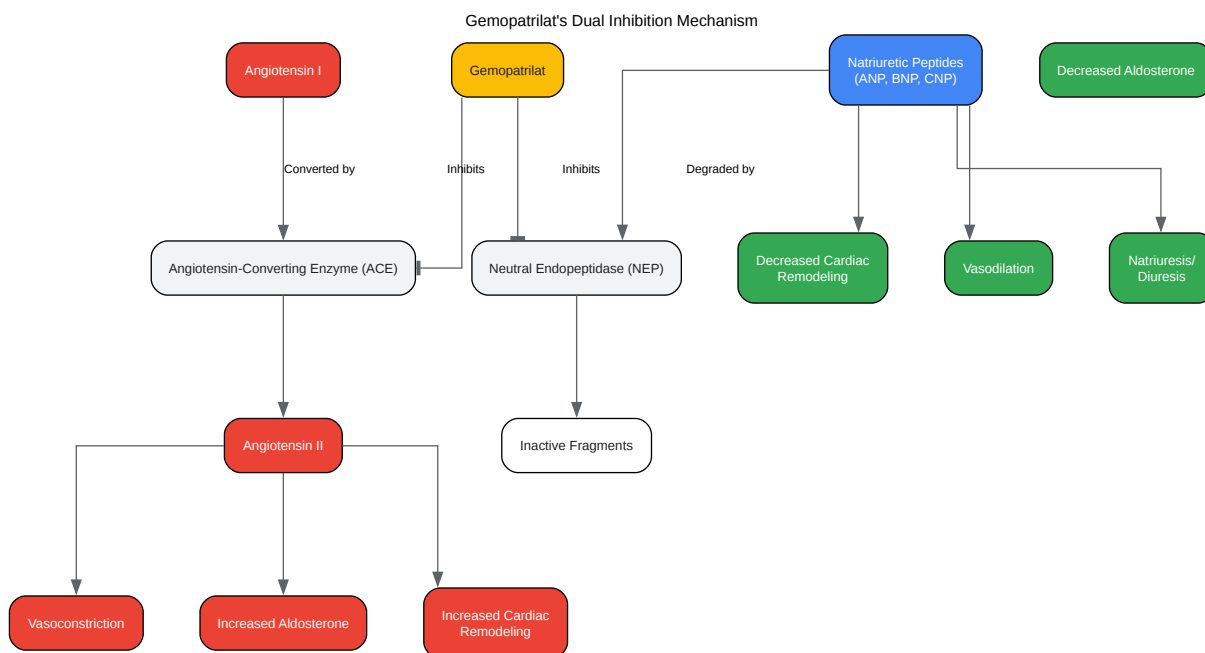 Gemopatrilat's Dual Inhibition Mechanism
Angiotensin I
Gemopatrilat
Natriuretic Peptides
(ANP, BNP, CNP)
Decreased Aldosterone
Converted by
Inhibits
Inhibits
Degraded by
Angiotensin-Converting Enzyme (ACE)
Neutral Endopeptidase (NEP)
Decreased Cardiac
Remodeling
Vasodilation
Natriuresis/
Diuresis
Angiotensin II
Inactive Fragments
Vasoconstriction
Increased Aldosterone
Increased Cardiac
Remodeling